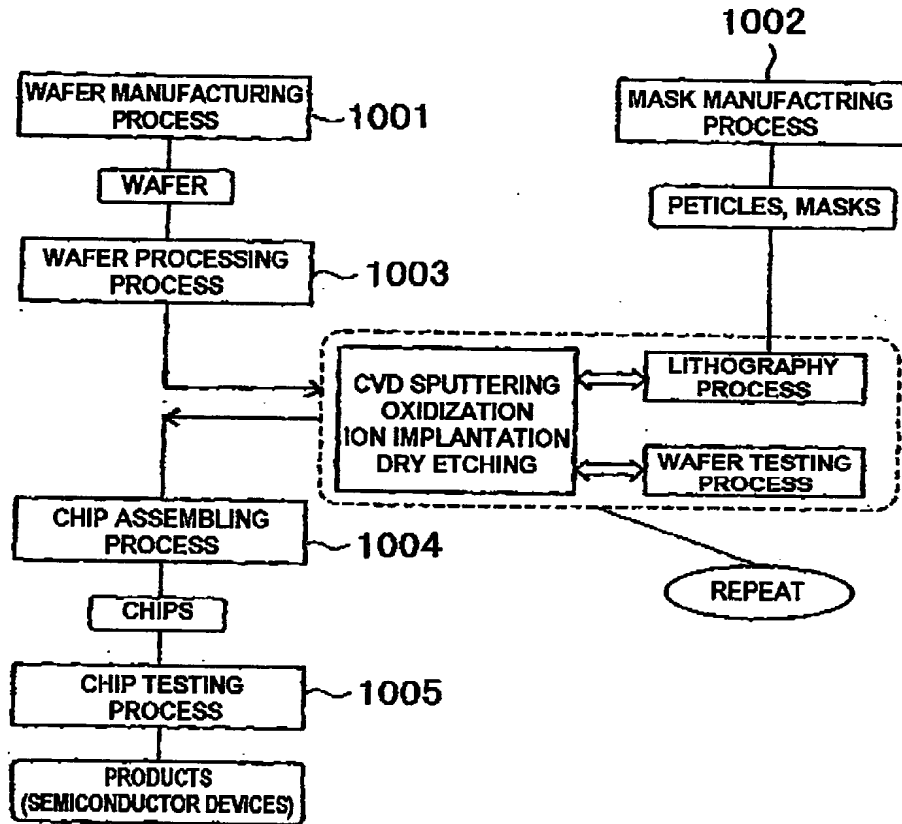 1002
WAFER MANUFACTURING
PROCESS
1001
MASK MANUFACTRING
PROCESS
WAFER
PETICLES, MASKS
WAFER PROCESSING
PROCESS
1003
CVD SPUTTERING
OXIDIZATION
ION IMPLANTATION
DRY ETCHING
LITHOGRAPHY
PROCESS
WAFER TESTING
PROCESS
CHIP ASSEMBLING
PROCESS
1004
REPEAT
CHIPS
CHIP TESTING
PROCESS
1005
PRODUCTS
(SEMICONDUCTOR DEVICES)